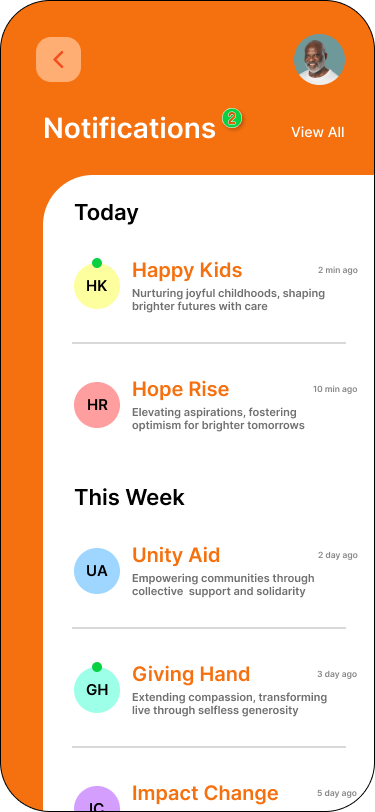 Notifications 2
View All
Today
HK
Happy Kids
2 min ago
Nurturing joyful childhoods, shaping
brighter futures with care
HR
Hope Rise
10 min ago
Elevating aspirations, fostering
optimism for brighter tomorrows
This Week
UA
Unity Aid
2 day ago
Empowering communities through
collective  support and solidarity
GH
Giving Hand
3 day ago
Extending compassion, transforming
live through selfless generosity
IC
Impact Change
5 day ago